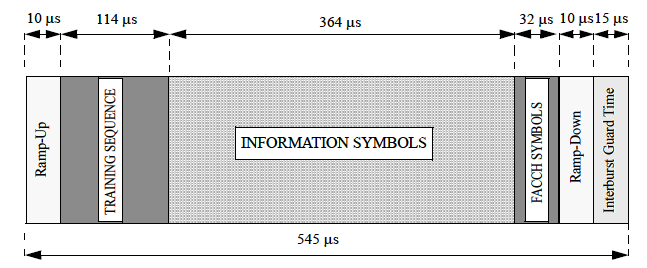 10 μs 114 μs 364 μs 32 μs 10 μs 15 μs
Ramp-Up
TRAINING SEQUENCE
INFORMATION SYMBOLS
FACCH SYMBOLS
Ramp-Down
Interburst Guard Time
545 μs